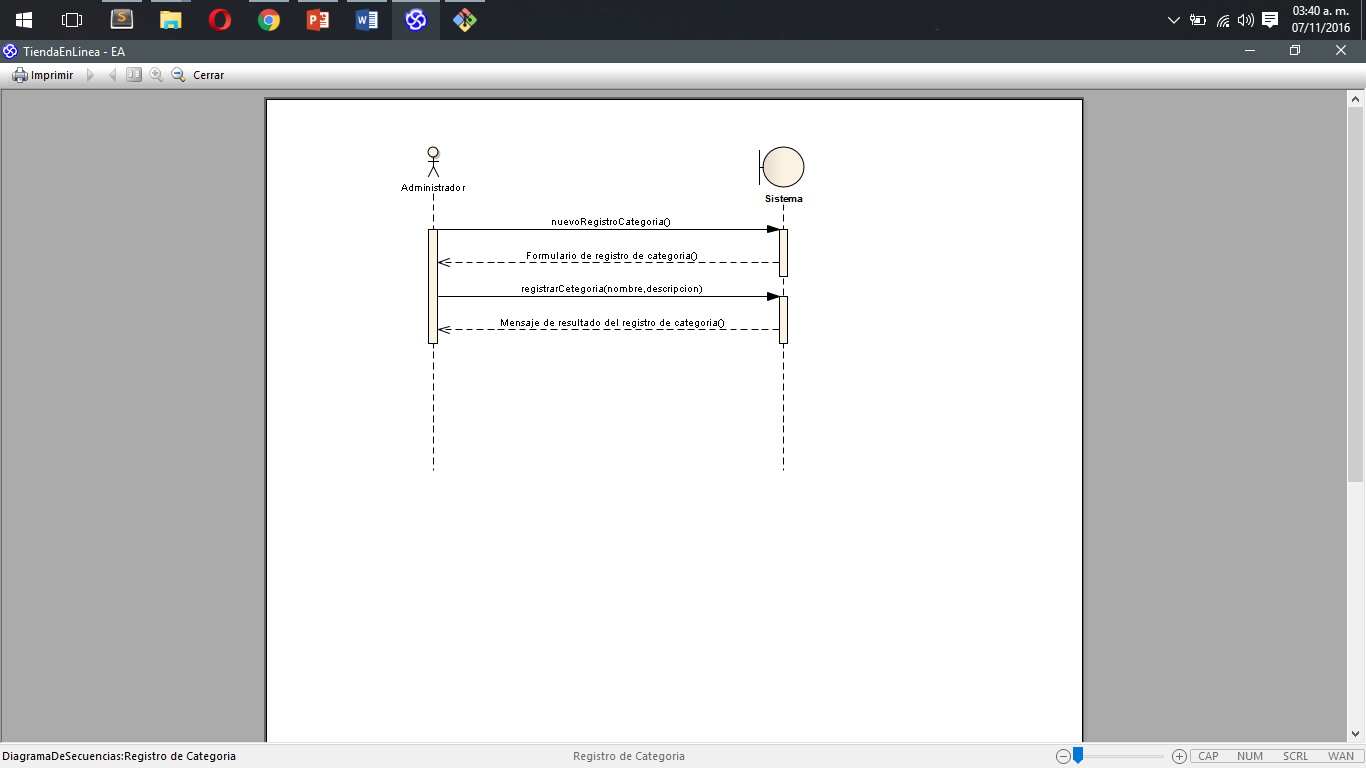 03:40 a. m.
07/11/2016
TiendaEnLinea - EA
Imprimir
Cerrar
Administrador
Sistema
nuevoRegistroCategoria()
Formulario de registro de categoria()
registrarCetegoria(nombre,descripcion)
Mensaje de resultado del registro de categoria()
DiagramaDeSecuencias:Registro de Categoria
Registro de Categoria
CAP NUM SCRL WAN